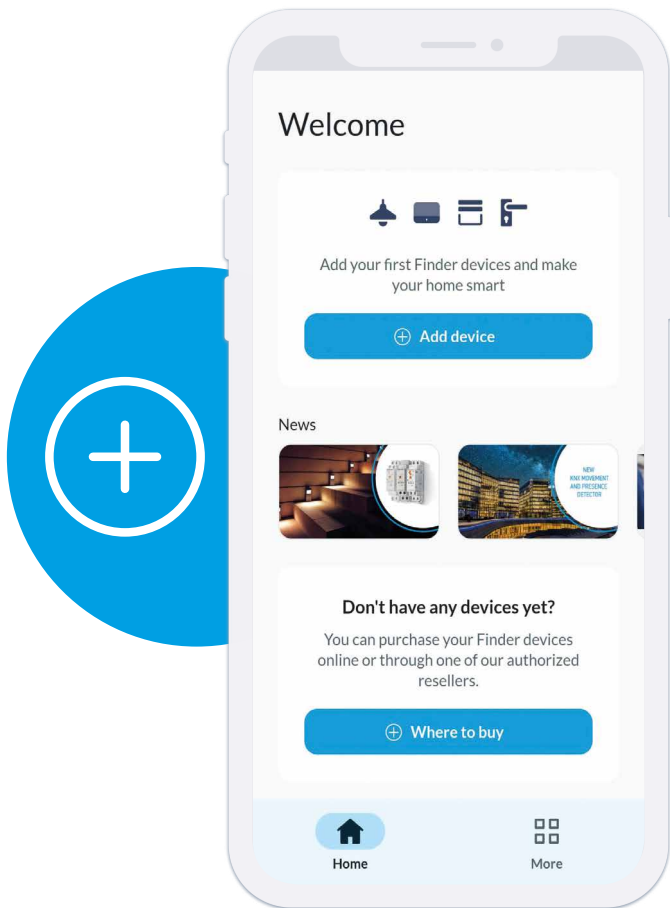 Welcome
Add your first Finder devices and make
your home smart
Add device
News
NEW
KNX MOVEMENT
AND PRESENCE
DETECTOR
Don't have any devices yet?
You can purchase your Finder devices
online or through one of our authorized
resellers.
Where to buy
Home
More